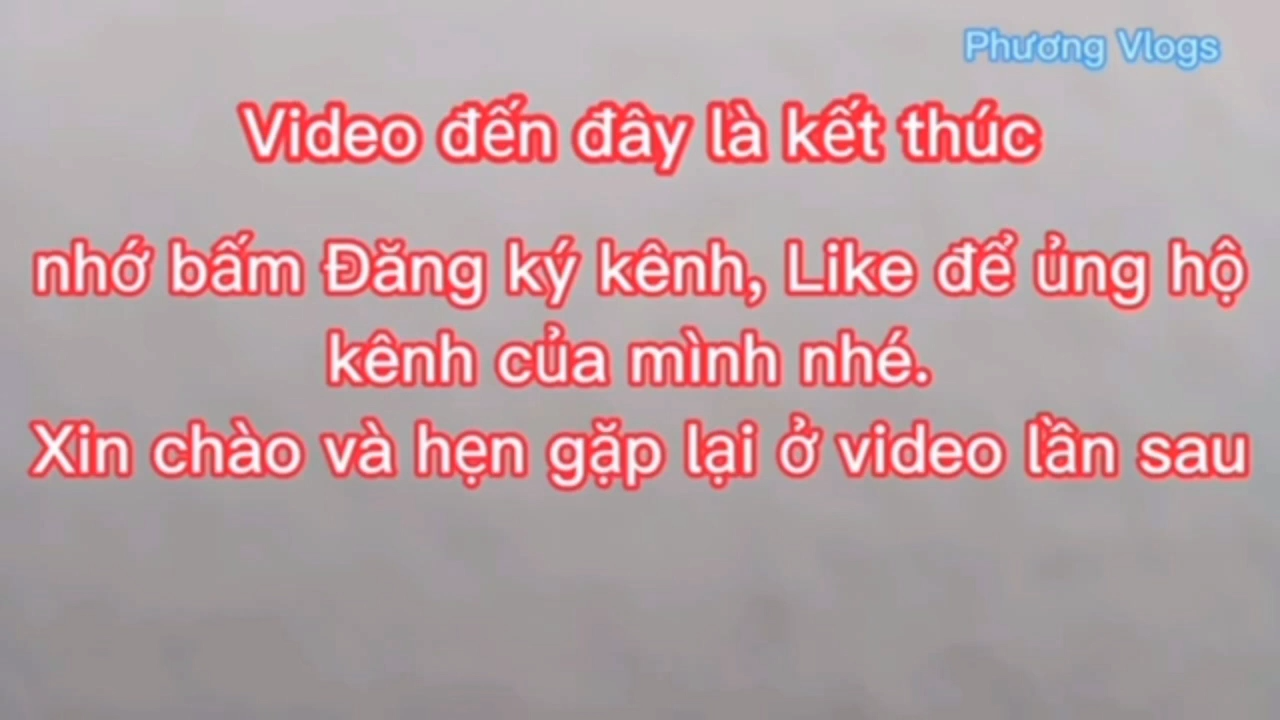 Phương Vlogs
Video đến đây là kết thúc
nhớ bấm Đăng ký kênh, Like để ủng hộ
kênh của mình nhé.
Xin chào và hẹn gặp lại ở video lần sau